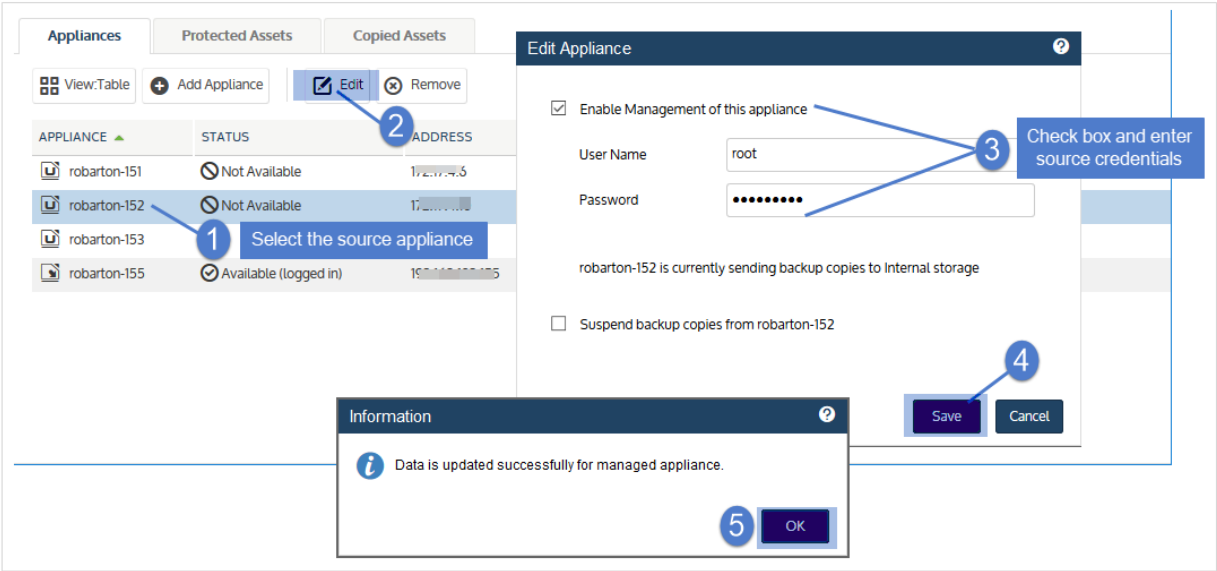 Appliances Protected Assets Copied Assets
View:Table Add Appliance Edit Remove
2
APPLIANCE STATUS ADDRESS
robarton-151 Not Available
robarton-152 Not Available
1 Select the source appliance
robarton-153
robarton-155 Available (logged in)
Edit Appliance ?
Enable Management of this appliance
User Name root
Password •••••••••
3 Check box and enter
source credentials
robarton-152 is currently sending backup copies to Internal storage
Suspend backup copies from robarton-152
4
Save Cancel
Information ?
i Data is updated successfully for managed appliance.
5 OK